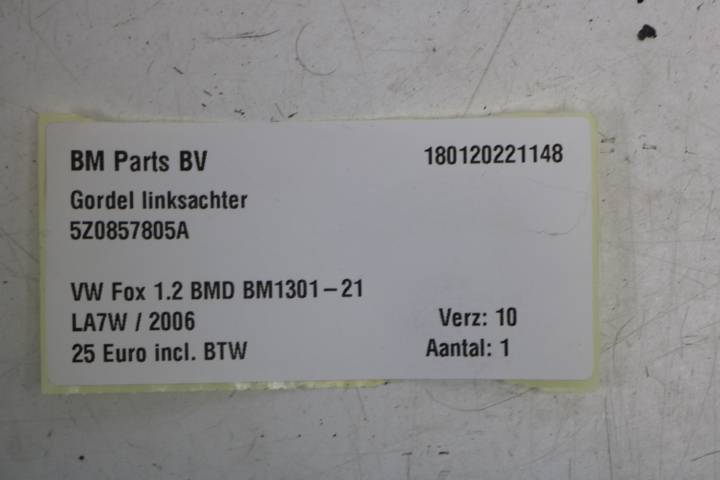 BM Parts BV 180120221148
Gordel linksachter
5Z0857805A
VW Fox 1.2 BMD BM1301-21
LA7W / 2006 Verz: 10
25 Euro incl. BTW Aantal: 1